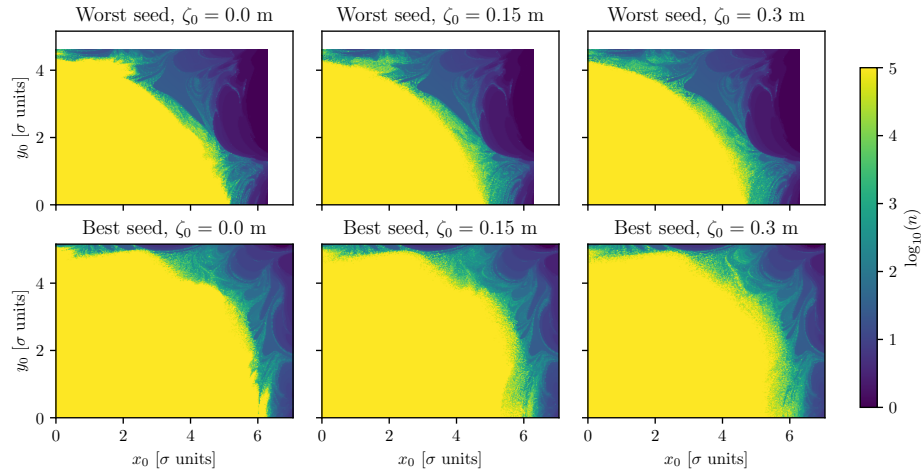 Worst seed, ζ₀ = 0.0 m
Worst seed, ζ₀ = 0.15 m
Worst seed, ζ₀ = 0.3 m
y₀ [σ units]
4
2
0
Best seed, ζ₀ = 0.0 m
Best seed, ζ₀ = 0.15 m
Best seed, ζ₀ = 0.3 m
y₀ [σ units]
4
2
0
0 2 4 6
0 2 4 6
0 2 4 6
x₀ [σ units]
x₀ [σ units]
x₀ [σ units]
5
4
3
2
1
0
log₁₀(n)